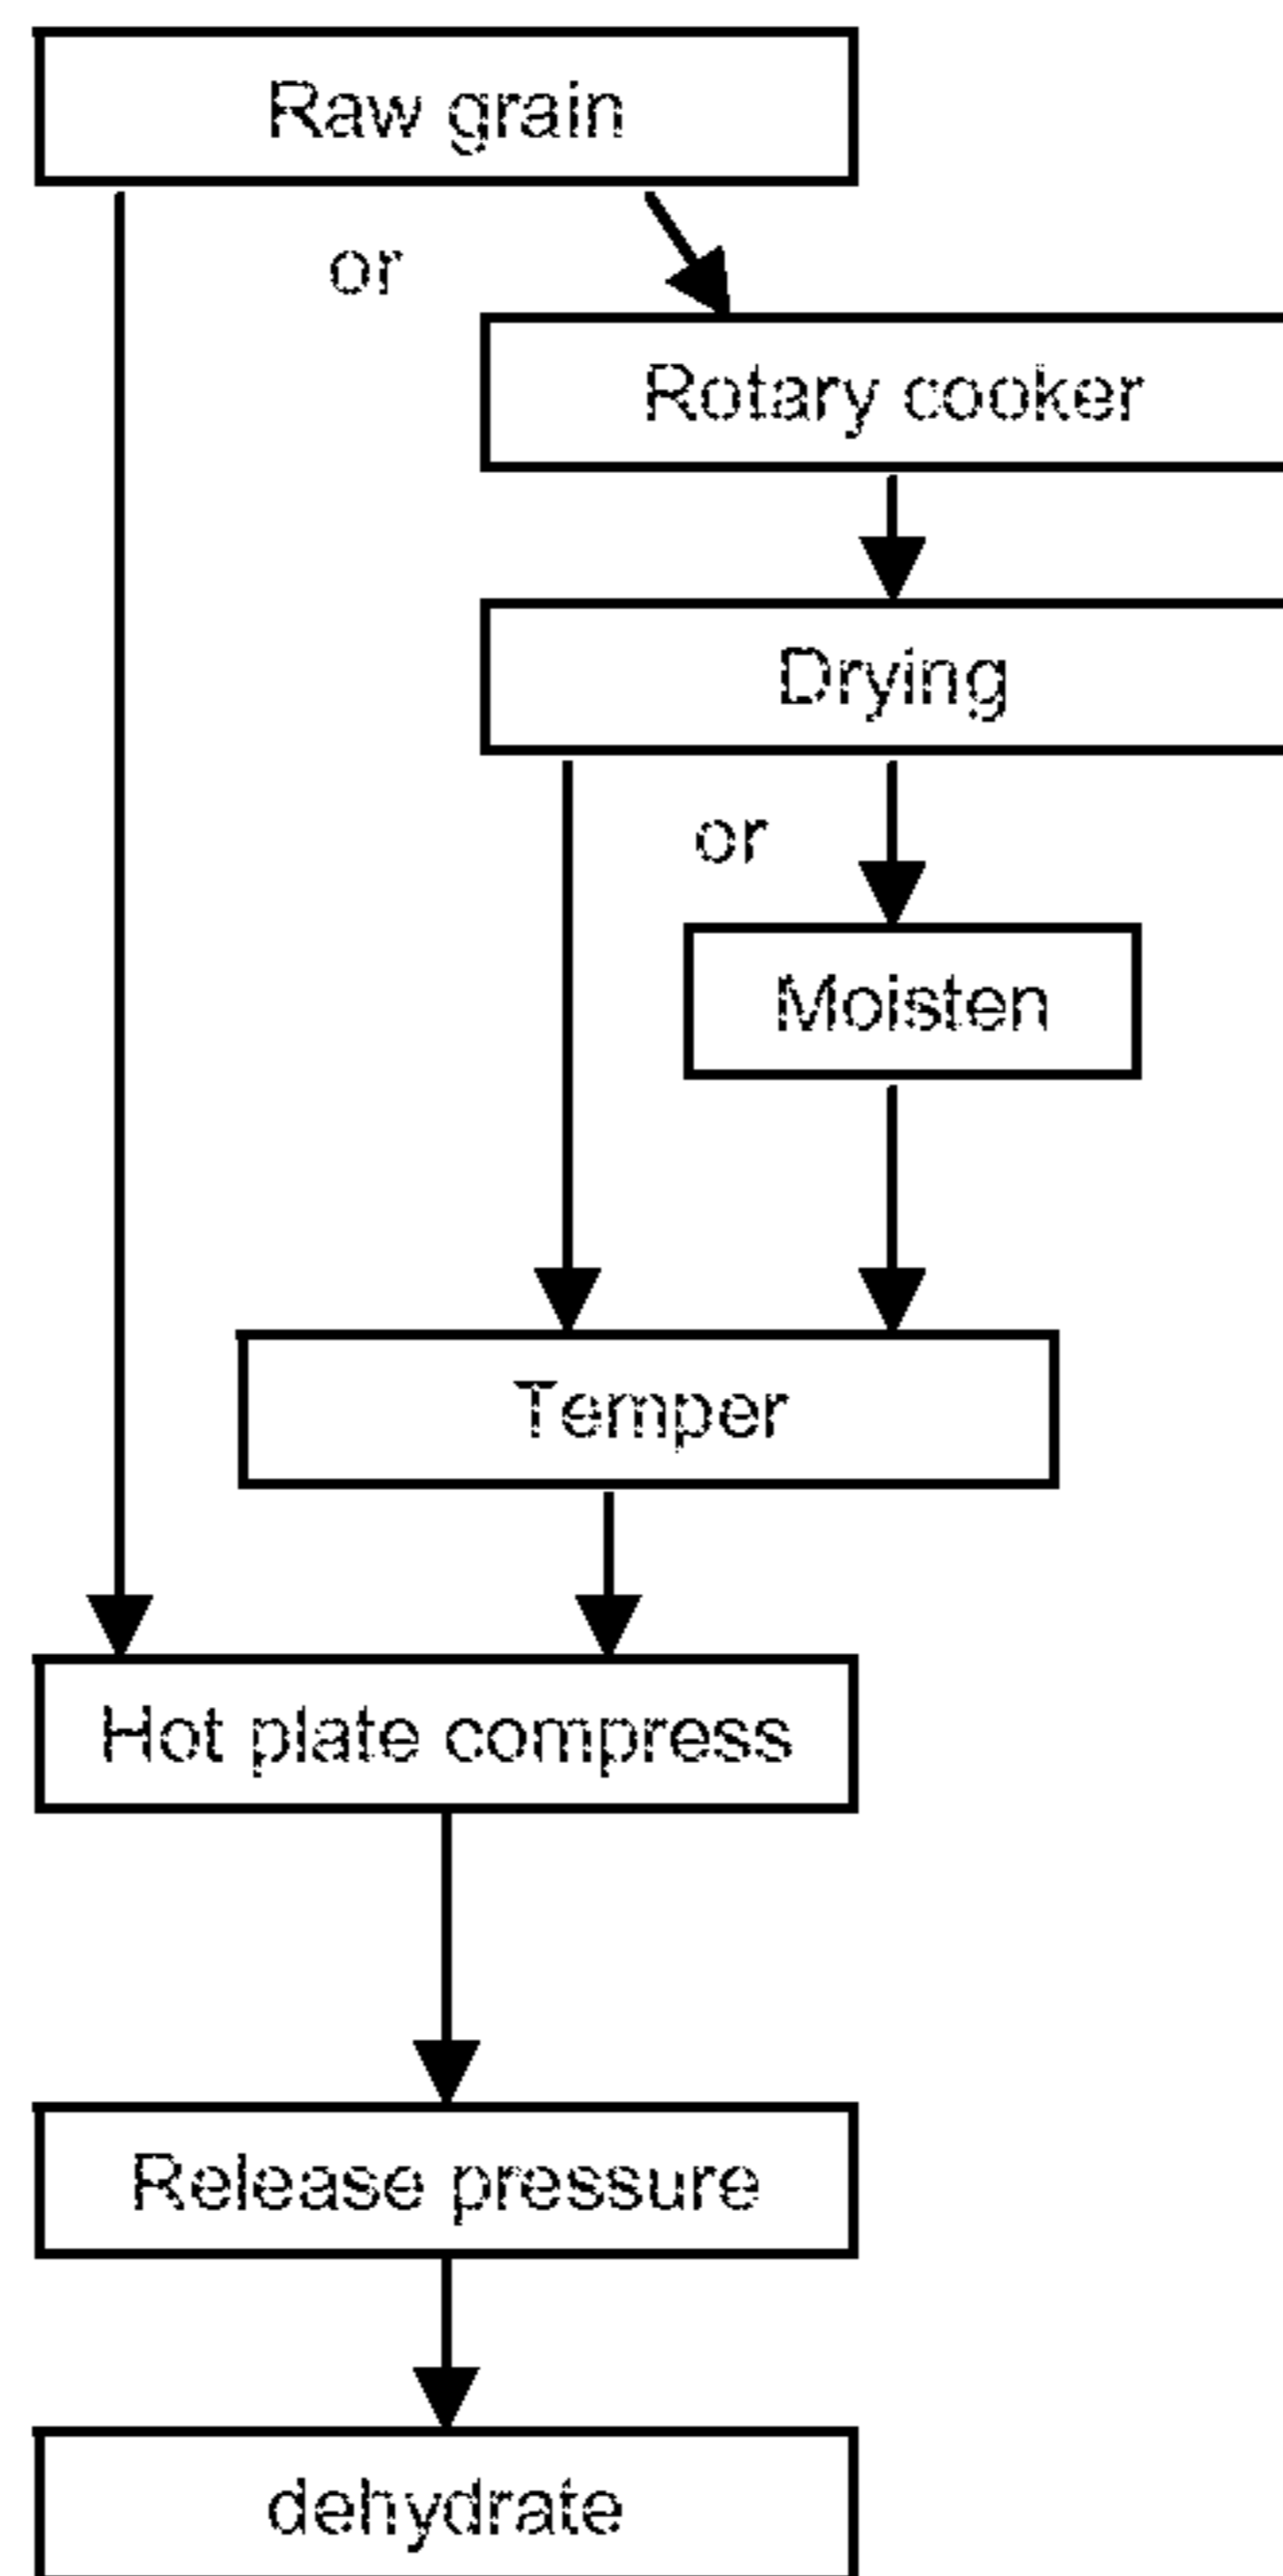 Raw grain
or
Rotary cooker
Drying
or
Moisten
Temper
Hot plate compress
Release pressure
dehydrate